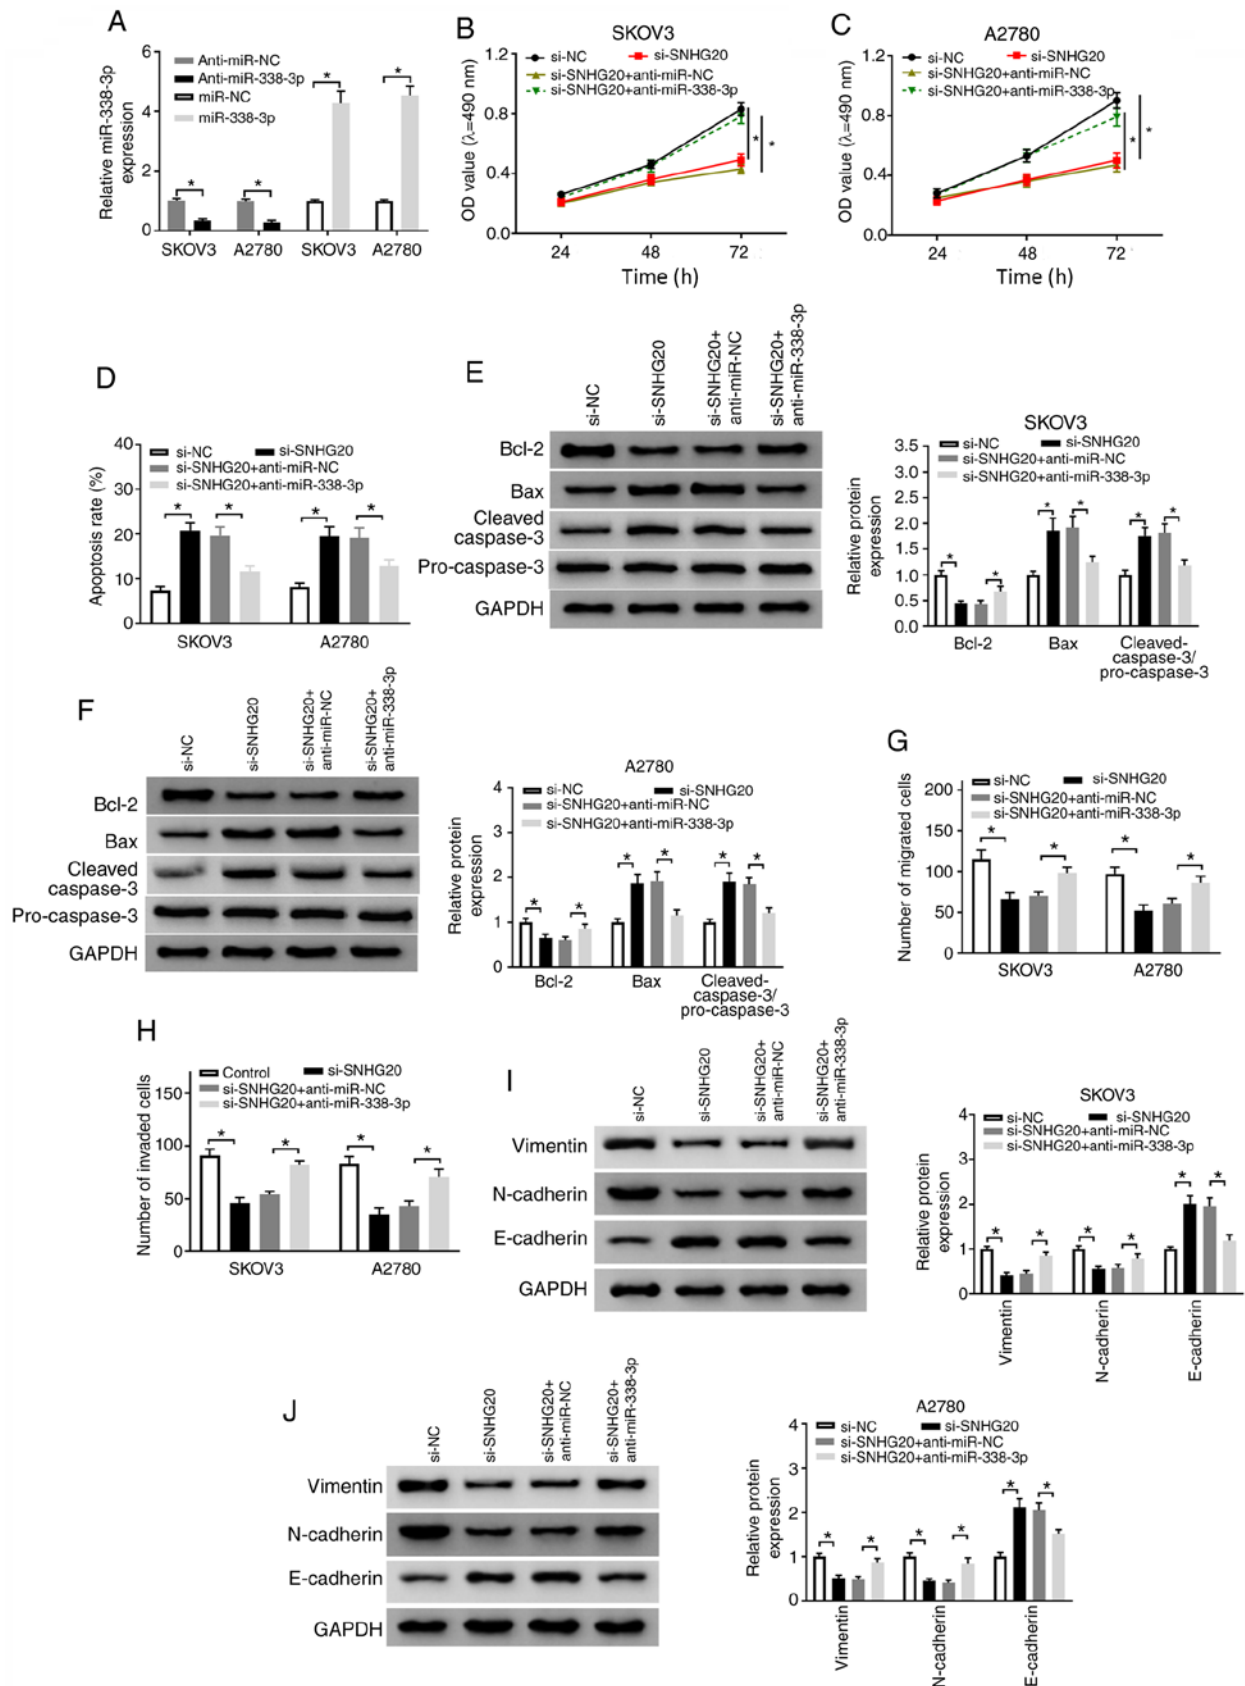 A
Relative miR-338-3p
expression
6
4
2
1
0
Anti-miR-NC
Anti-miR-338-3p
miR-NC
miR-338-3p
*
*
*
*
SKOV3
A2780
SKOV3
A2780
B
SKOV3
si-NC
si-SNHG20
si-SNHG20+anti-miR-NC
si-SNHG20+anti-miR-338-3p
OD value (λ=490 nm)
1.2
0.8
0.4
0.0
* *
24 48 72
Time (h)
C
A2780
si-NC
si-SNHG20
si-SNHG20+anti-miR-NC
si-SNHG20+anti-miR-338-3p
OD value (λ=490 nm)
1.2
0.8
0.4
0.0
* *
24 48 72
Time (h)
D
Apoptosis rate (%)
40
30
20
10
0
si-NC
si-SNHG20
si-SNHG20+anti-miR-NC
si-SNHG20+anti-miR-338-3p
* * * *
SKOV3 A2780
E
si-NC
si-SNHG20
si-SNHG20+
anti-miR-NC
si-SNHG20+
anti-miR-338-3p
Bcl-2
Bax
Cleaved
caspase-3
Pro-caspase-3
GAPDH
SKOV3
si-NC
si-SNHG20
si-SNHG20+anti-miR-NC
si-SNHG20+anti-miR-338-3p
Relative protein
expression
3.5
3.0
2.5
2.0
1.5
1.0
0.5
0.0
* * * * * *
Bcl-2 Bax Cleaved-
caspase-3/
pro-caspase-3
F
si-NC
si-SNHG20
si-SNHG20+
anti-miR-NC
si-SNHG20+
anti-miR-338-3p
Bcl-2
Bax
Cleaved
caspase-3
Pro-caspase-3
GAPDH
A2780
si-NC
si-SNHG20
si-SNHG20+anti-miR-NC
si-SNHG20+anti-miR-338-3p
Relative protein
expression
4
3
2
1
0
* * * * * *
Bcl-2 Bax Cleaved-
caspase-3/
pro-caspase-3
G
Number of migrated cells
200
150
100
50
0
si-NC
si-SNHG20
si-SNHG20+anti-miR-NC
si-SNHG20+anti-miR-338-3p
* * * *
SKOV3 A2780
H
Number of invaded cells
150
100
50
0
Control
si-SNHG20
si-SNHG20+anti-miR-NC
si-SNHG20+anti-miR-338-3p
* * * *
SKOV3 A2780
I
si-NC
si-SNHG20
si-SNHG20+
anti-miR-NC
si-SNHG20+
anti-miR-338-3p
Vimentin
N-cadherin
E-cadherin
GAPDH
SKOV3
si-NC
si-SNHG20
si-SNHG20+anti-miR-NC
si-SNHG20+anti-miR-338-3p
Relative protein
expression
4
3
2
1
0
* * * * * *
Vimentin
N-cadherin
E-cadherin
J
si-NC
si-SNHG20
si-SNHG20+
anti-miR-NC
si-SNHG20+
anti-miR-338-3p
Vimentin
N-cadherin
E-cadherin
GAPDH
A2780
si-NC
si-SNHG20
si-SNHG20+anti-miR-NC
si-SNHG20+anti-miR-338-3p
Relative protein
expression
4
3
2
1
0
* * * * * *
Vimentin
N-cadherin
E-cadherin